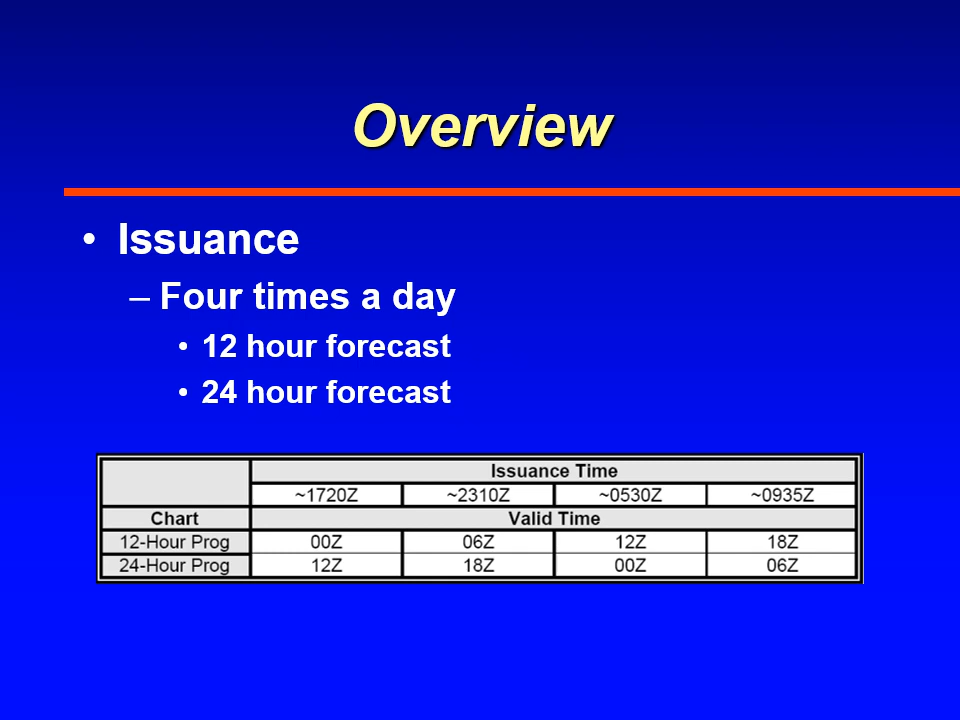 Overview
• Issuance
– Four times a day
• 12 hour forecast
• 24 hour forecast
Issuance Time
~1720Z ~2310Z ~0530Z ~0935Z
Chart Valid Time
12-Hour Prog 00Z 06Z 12Z 18Z
24-Hour Prog 12Z 18Z 00Z 06Z